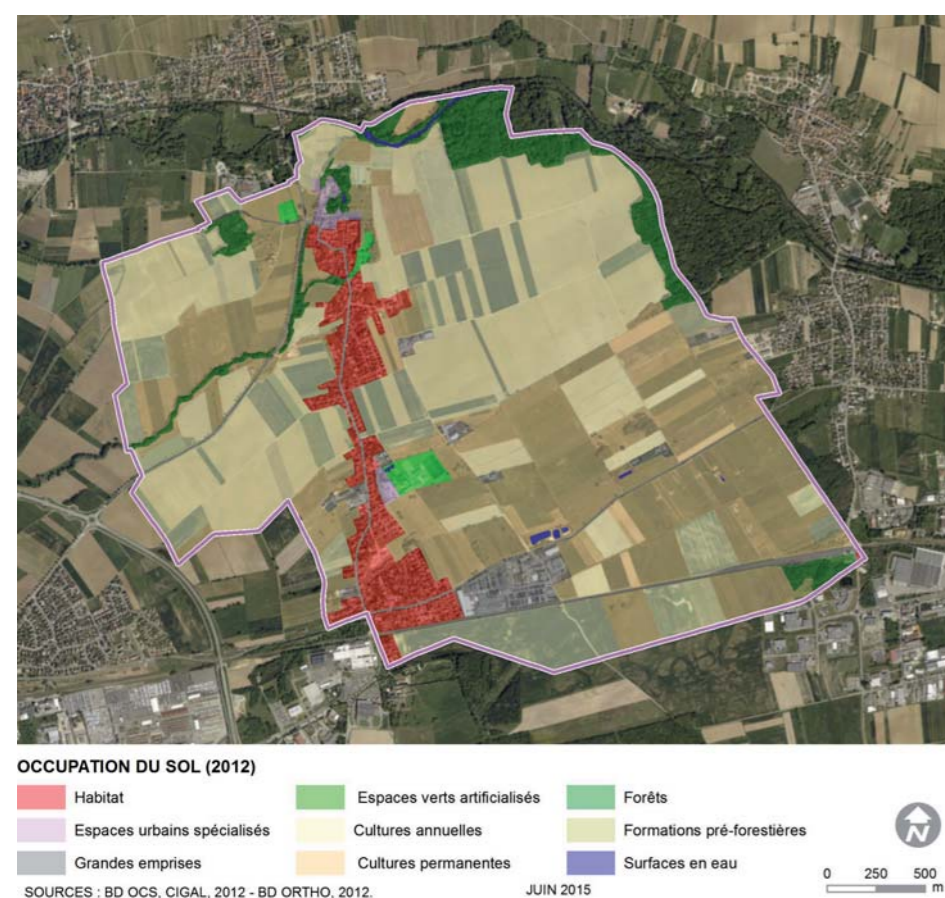 OCCUPATION DU SOL (2012)
Habitat
Espaces verts artificialisés
Forêts
Espaces urbains spécialisés
Cultures annuelles
Formations pré-forestières
Grandes emprises
Cultures permanentes
Surfaces en eau
N
0 250 500
m
SOURCES : BD OCS, CIGAL, 2012 - BD ORTHO, 2012.
JUIN 2015